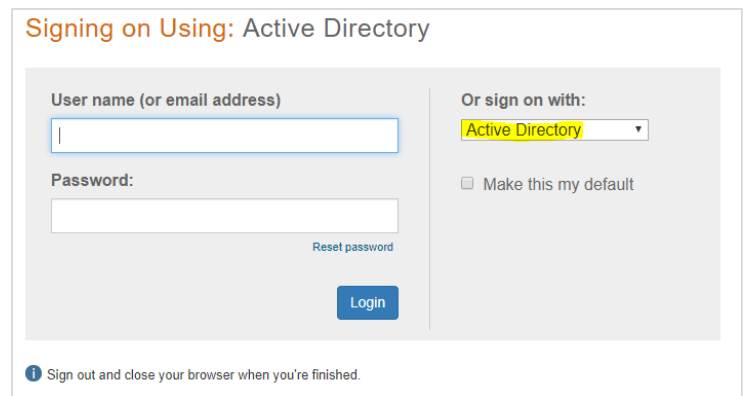 Signing on Using: Active Directory
User name (or email address)
Password:
Reset password
Login
Or sign on with:
Active Directory
Make this my default
Sign out and close your browser when you're finished.